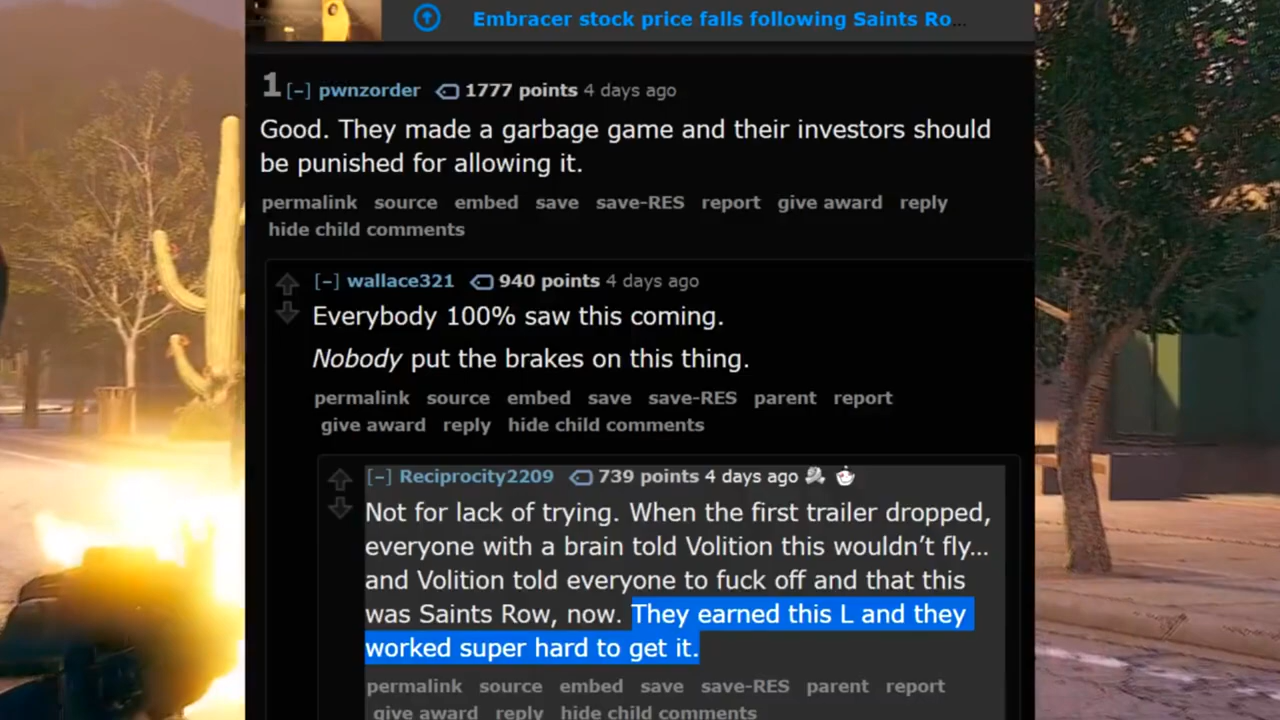 Embracer stock price falls following Saints Ro...
1 [-] pwnzorder 1777 points 4 days ago
Good. They made a garbage game and their investors should
be punished for allowing it.
permalink source embed save save-RES report give award reply
hide child comments
[-] wallace321 940 points 4 days ago
Everybody 100% saw this coming.
Nobody put the brakes on this thing.
permalink source embed save save-RES parent report
give award reply hide child comments
[-] Reciprocity2209 739 points 4 days ago
Not for lack of trying. When the first trailer dropped,
everyone with a brain told Volition this wouldn’t fly...
and Volition told everyone to fuck off and that this
was Saints Row, now. They earned this L and they
worked super hard to get it.
permalink source embed save save-RES parent report
give award reply hide child comments